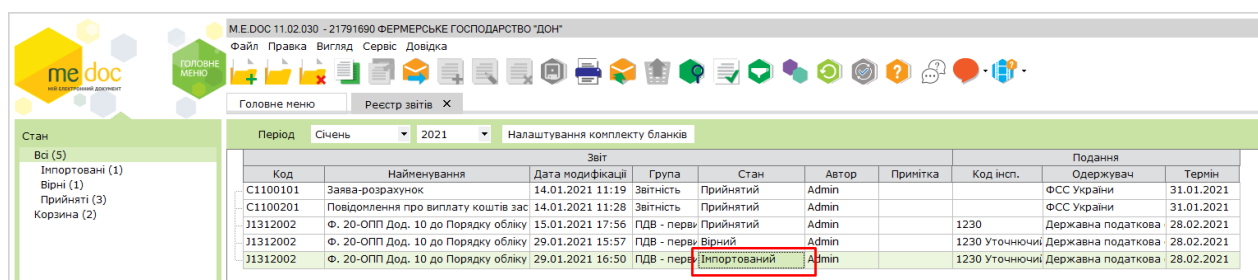 M.E.DOC 11.02.030 - 21791690 ФЕРМЕРСЬКЕ ГОСПОДАРСТВО "ДОН"
Файл Правка Вигляд Сервіс Довідка
me doc
МІЙ ЕЛЕКТРОННИЙ ДОКУМЕНТ
ГОЛОВНЕ
МЕНЮ
Головне меню Реєстр звітів X
Стан
Всі (5)
Імпортовані (1)
Вірні (1)
Прийняті (3)
Корзина (2)
Період Січень 2021 Налаштування комплекту бланків
Звіт Подання
Код Найменування Дата модифікації Група Стан Автор Примітка Код інсп. Одержувач Термін
C1100101 Заява-розрахунок 14.01.2021 11:19 Звітність Прийнятий Admin ФСС України 31.01.2021
C1100201 Повідомлення про виплату коштів зас 14.01.2021 11:28 Звітність Прийнятий Admin ФСС України 31.01.2021
J1312002 Ф. 20-ОПП Дод. 10 до Порядку обліку 15.01.2021 17:56 ПДВ - перви Прийнятий Admin 1230 Державна податкова 28.02.2021
J1312002 Ф. 20-ОПП Дод. 10 до Порядку обліку 29.01.2021 15:57 ПДВ - перви Вірний Admin 1230 Уточнюючий Державна податкова 28.02.2021
J1312002 Ф. 20-ОПП Дод. 10 до Порядку обліку 29.01.2021 16:50 ПДВ - перви Імпортований Admin 1230 Уточнюючий Державна податкова 28.02.2021